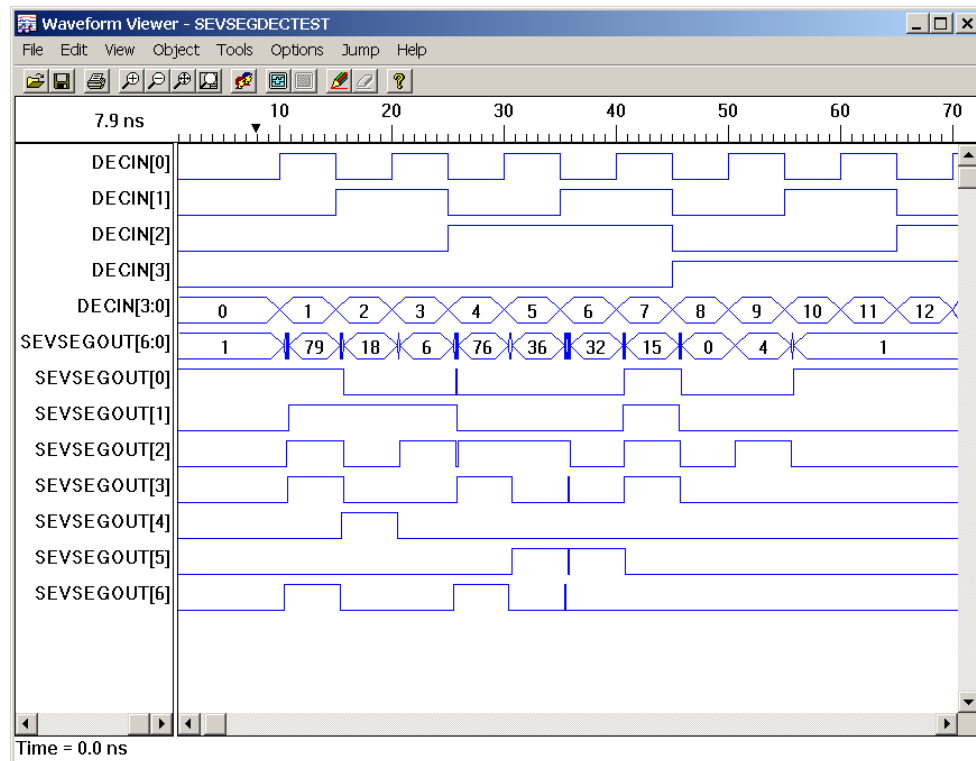 Waveform Viewer - SEVSEGDECTEST
File Edit View Object Tools Options Jump Help
7.9 ns 10 20 30 40 50 60 70
DECIN[0]
DECIN[1]
DECIN[2]
DECIN[3]
DECIN[3:0] 0 1 2 3 4 5 6 7 8 9 10 11 12
SEVSEGOUT[6:0] 1 79 18 6 76 36 32 15 0 4 1
SEVSEGOUT[0]
SEVSEGOUT[1]
SEVSEGOUT[2]
SEVSEGOUT[3]
SEVSEGOUT[4]
SEVSEGOUT[5]
SEVSEGOUT[6]
Time = 0.0 ns